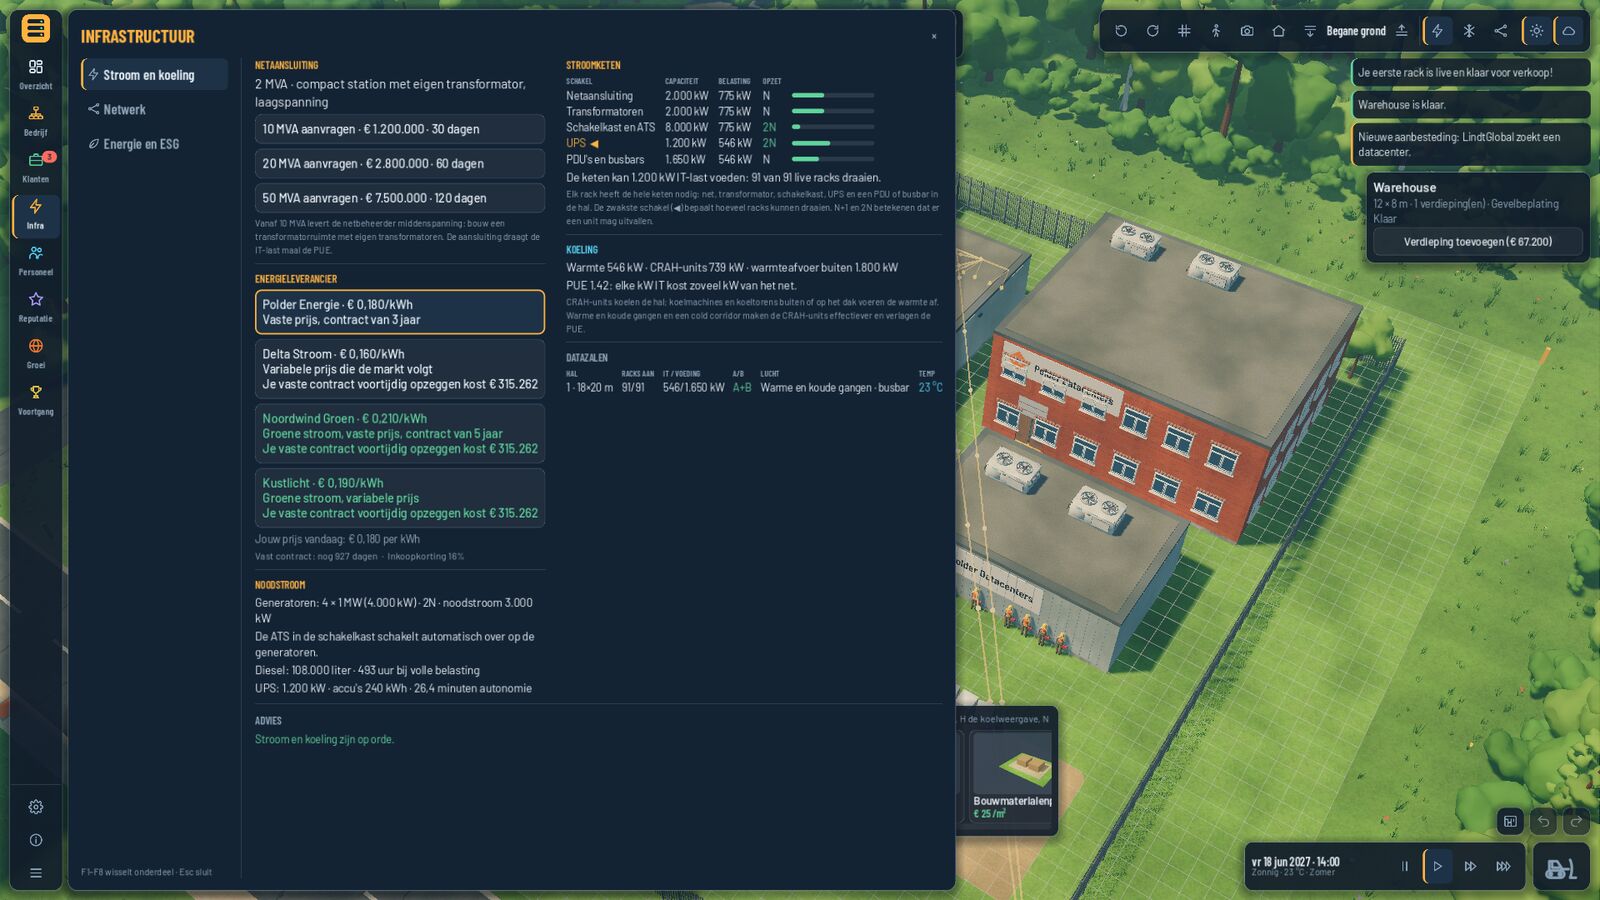 INFRASTRUCTUUR
×
Overzicht
Bedrijf
3
Klanten
Infra
Personeel
Reputatie
Groei
Voortgang
Stroom en koeling
Netwerk
Energie en ESG
F1-F8 wisselt onderdeel · Esc sluit
NETAANSLUITING
2 MVA · compact station met eigen transformator,
laagspanning
10 MVA aanvragen · € 1.200.000 · 30 dagen
20 MVA aanvragen · € 2.800.000 · 60 dagen
50 MVA aanvragen · € 7.500.000 · 120 dagen
Vanaf 10 MVA levert de netbeheerder middenspanning: bouw een
transformatorruimte met eigen transformatoren. De aansluiting draagt de
IT-last maal de PUE.
ENERGIELEVERANCIER
Polder Energie · € 0,180/kWh
Vaste prijs, contract van 3 jaar
Delta Stroom · € 0,160/kWh
Variabele prijs die de markt volgt
Je vaste contract voortijdig opzeggen kost € 315.262
Noordwind Groen · € 0,210/kWh
Groene stroom, vaste prijs, contract van 5 jaar
Je vaste contract voortijdig opzeggen kost € 315.262
Kustlicht · € 0,190/kWh
Groene stroom, variabele prijs
Je vaste contract voortijdig opzeggen kost € 315.262
Jouw prijs vandaag: € 0,180 per kWh
Vast contract: nog 927 dagen · Inkoopkorting 16%
NOODSTROOM
Generatoren: 4 × 1 MW (4.000 kW) · 2N · noodstroom 3.000
kW
De ATS in de schakelkast schakelt automatisch over op de
generatoren.
Diesel: 108.000 liter · 493 uur bij volle belasting
UPS: 1.200 kW · accu's 240 kWh · 26,4 minuten autonomie
ADVIES
Stroom en koeling zijn op orde.
STROOMKETEN
SCHAKEL CAPACITEIT BELASTING OPZET
Netaansluiting 2.000 kW 775 kW N
Transformatoren 2.000 kW 775 kW N
Schakelkast en ATS 8.000 kW 775 kW 2N
UPS ◀ 1.200 kW 546 kW 2N
PDU's en busbars 1.650 kW 546 kW N
De keten kan 1.200 kW IT-last voeden: 91 van 91 live racks draaien.
Elk rack heeft de hele keten nodig: net, transformator, schakelkast, UPS en een PDU of busbar in
de hal. De zwakste schakel (◀) bepaalt hoeveel racks kunnen draaien. N+1 en 2N betekenen dat er
een unit mag uitvallen.
KOELING
Warmte 546 kW · CRAH-units 739 kW · warmteafvoer buiten 1.800 kW
PUE 1.42: elke kW IT kost zoveel kW van het net.
CRAH-units koelen de hal; koelmachines en koeltorens buiten of op het dak voeren de warmte af.
Warme en koude gangen en een cold corridor maken de CRAH-units effectiever en verlagen de
PUE.
DATAZALEN
HAL RACKS AAN IT / VOEDING A/B LUCHT TEMP
1 · 18×20 m 91/91 546/1.650 kW A+B Warme en koude gangen · busbar 23 °C
Begane grond
Je eerste rack is live en klaar voor verkoop!
Warehouse is klaar.
Nieuwe aanbesteding: LindtGlobal zoekt een
datacenter.
Warehouse
12 × 8 m · 1 verdieping(en) · Gevelbeplating
Klaar
Verdieping toevoegen (€ 67.200)
Polder Datacenters
older Datacenters
, H de koelweergave, N
Bouwmaterialenp
€ 25 /m²
vr 18 jun 2027 · 14:00
Zonnig · 23 °C · Zomer